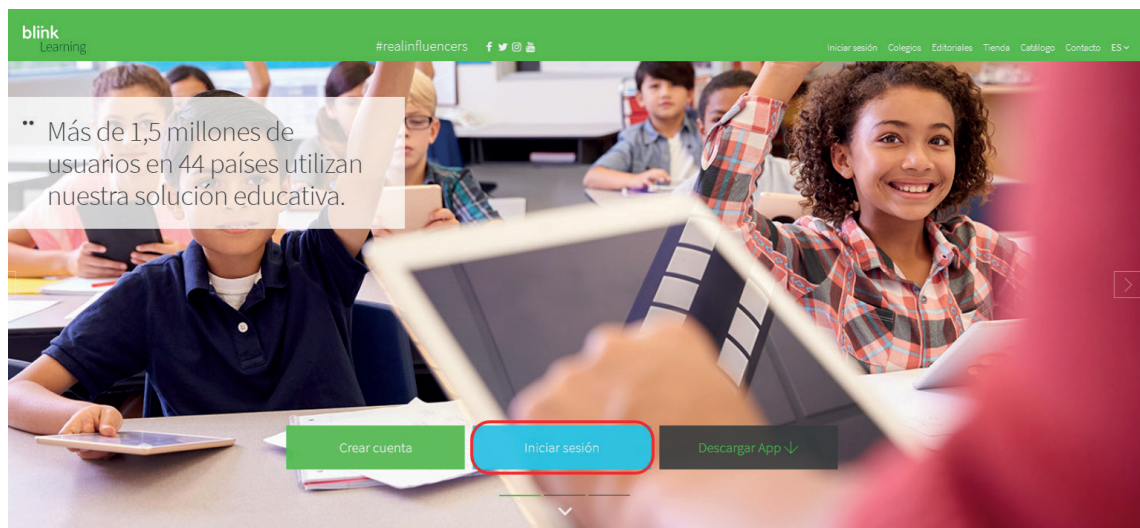 blink
Learning
#realinfluencers
Iniciar sesión Colegios Editoriales Tienda Catálogo Contacto ES
Más de 1,5 millones de
usuarios en 44 países utilizan
nuestra solución educativa.
Crear cuenta
Iniciar sesión
Descargar App